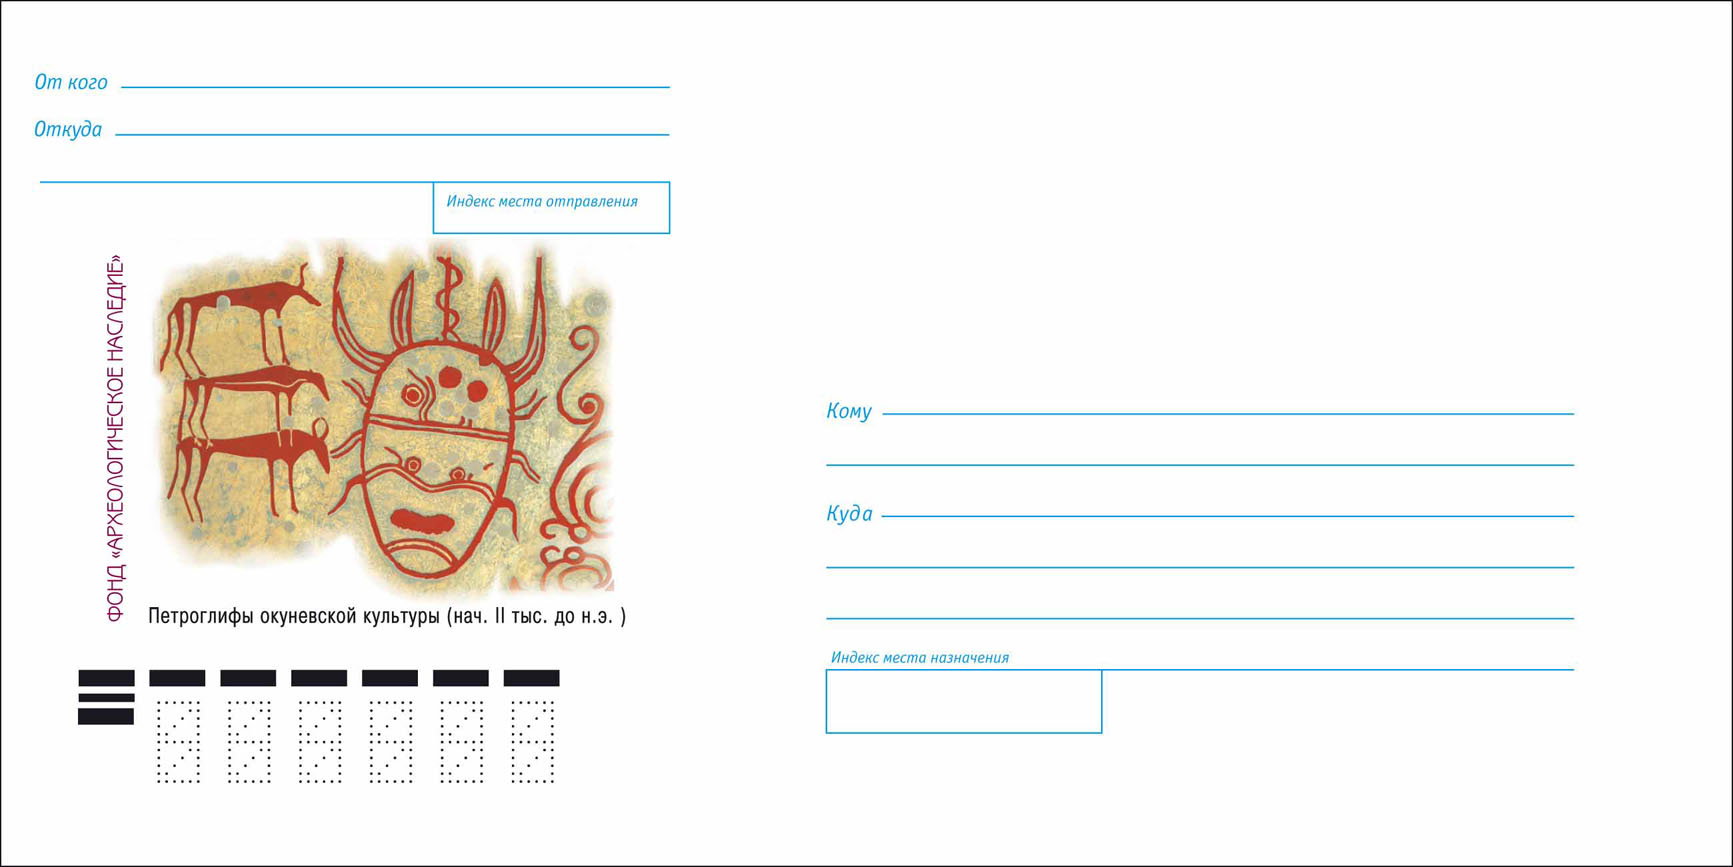 От кого
Откуда
Индекс места отправления
ФОНД «АРХЕОЛОГИЧЕСКОЕ НАСЛЕДИЕ»
Петроглифы окуневской культуры (нач. II тыс. до н.э. )
Кому
Куда
Индекс места назначения